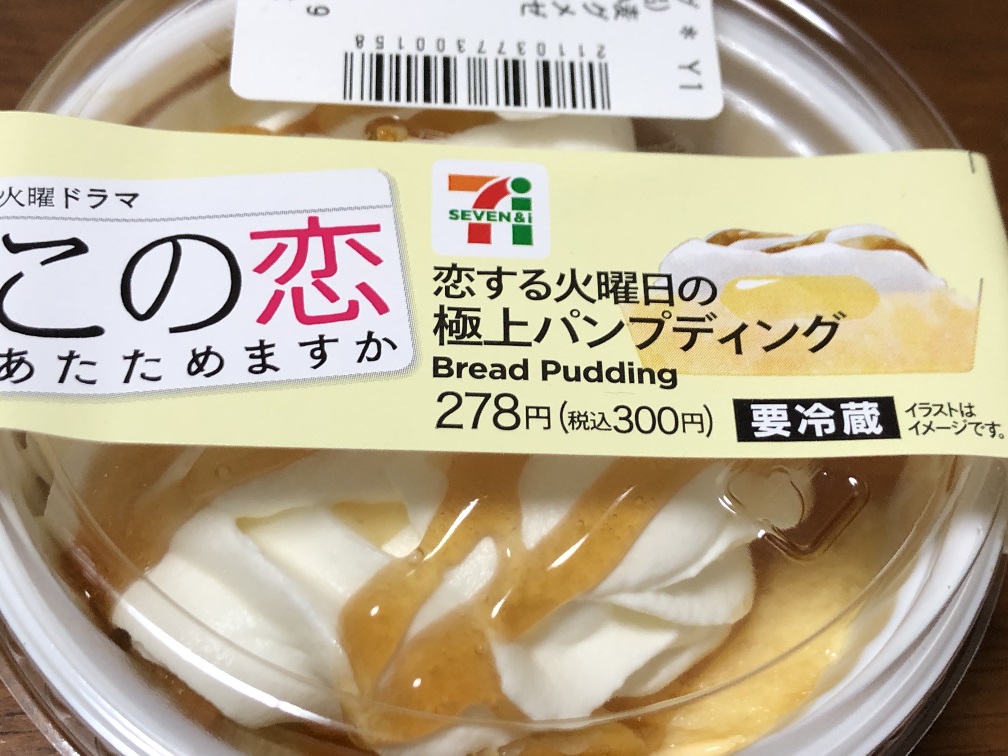 Y1
2110377300158
火曜ドラマ
この恋
あたためますか
SEVEN&i
恋する火曜日の
極上パンプディング
Bread Pudding
278円(税込300円)
要冷蔵
イラストは
イメージです。